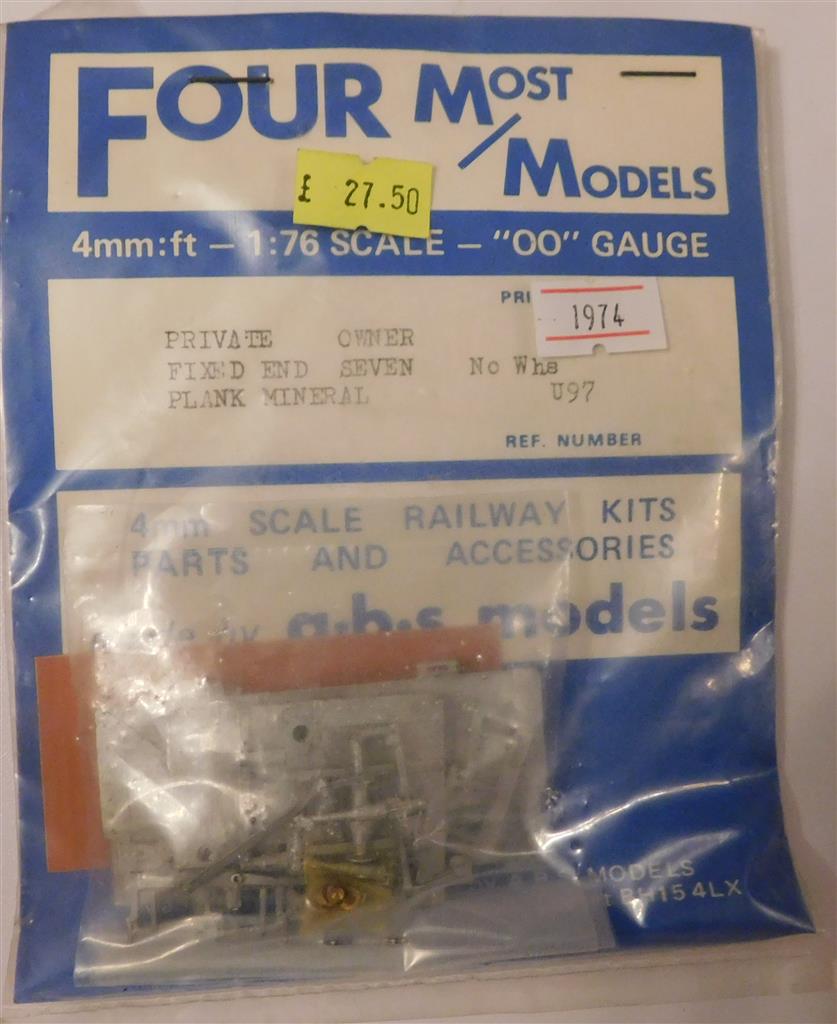 FOUR MOST
MODELS
£ 27.50
4mm:ft — 1:76 SCALE — "OO" GAUGE
PRI
1974
PRIVATE OWNER
FIXED END SEVEN No Whs
PLANK MINERAL U97
REF. NUMBER
4mm SCALE RAILWAY KITS
PARTS AND ACCESSORIES
by a·b·s models
MODELS
BH15 4LX